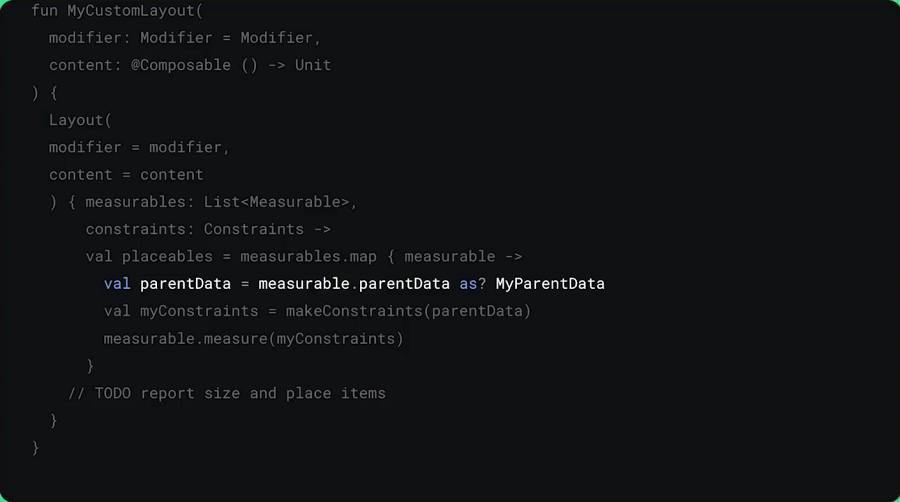 fun MyCustomLayout(
modifier: Modifier = Modifier,
content: @Composable () -> Unit
) {
Layout(
modifier = modifier,
content = content
) { measurables: List<Measurable>,
constraints: Constraints ->
val placeables = measurables.map { measurable ->
val parentData = measurable.parentData as? MyParentData
val myConstraints = makeConstraints(parentData)
measurable.measure(myConstraints)
}
// TODO report size and place items
}
}